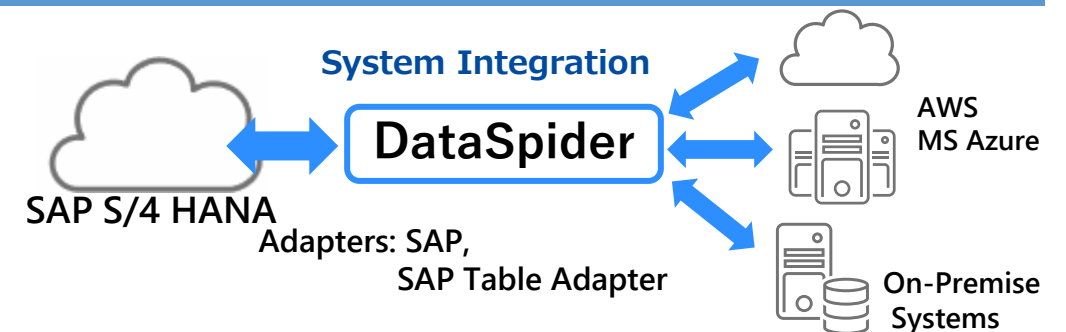 System Integration
DataSpider
AWS
MS Azure
SAP S/4 HANA
Adapters: SAP,
SAP Table Adapter
On-Premise
Systems